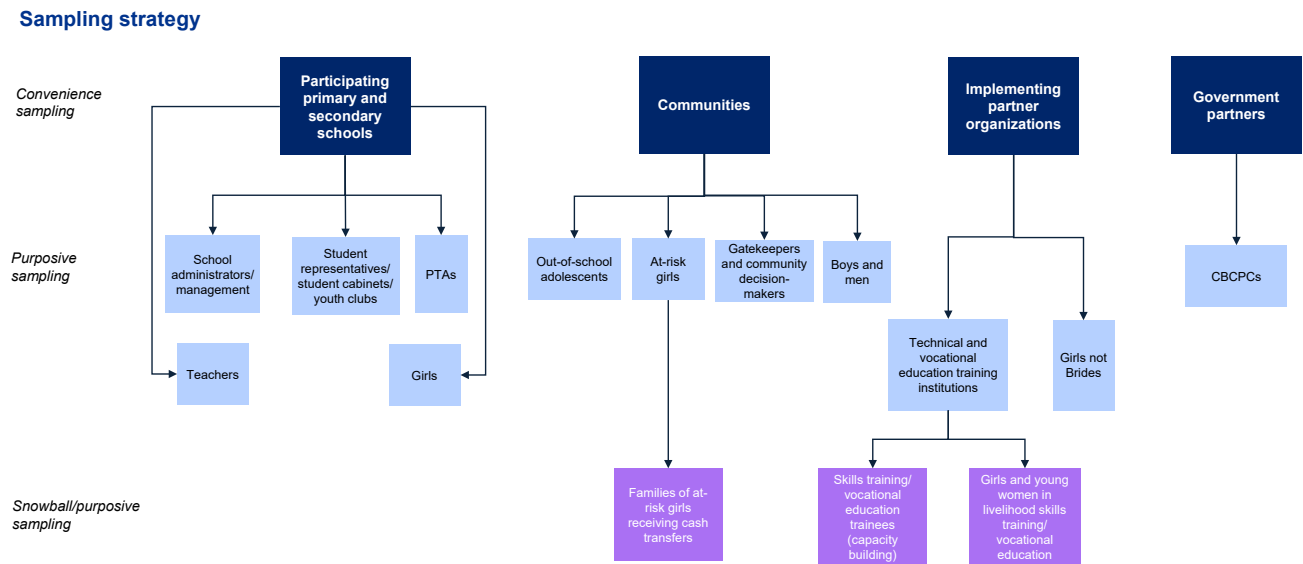 Sampling strategy
Convenience
sampling
Participating
primary and
secondary
schools
Communities
Implementing
partner
organizations
Government
partners
Purposive
sampling
School
administrators/
management
Student
representatives/
student cabinets/
youth clubs
PTAs
Out-of-school
adolescents
At-risk
girls
Gatekeepers
and community
decision-
makers
Boys and
men
CBCPCs
Teachers
Girls
Technical and
vocational
education training
institutions
Girls not
Brides
Snowball/purposive
sampling
Families of at-
risk girls
receiving cash
transfers
Skills training/
vocational
education
trainees
(capacity
building)
Girls and young
women in
livelihood skills
training/
vocational
education